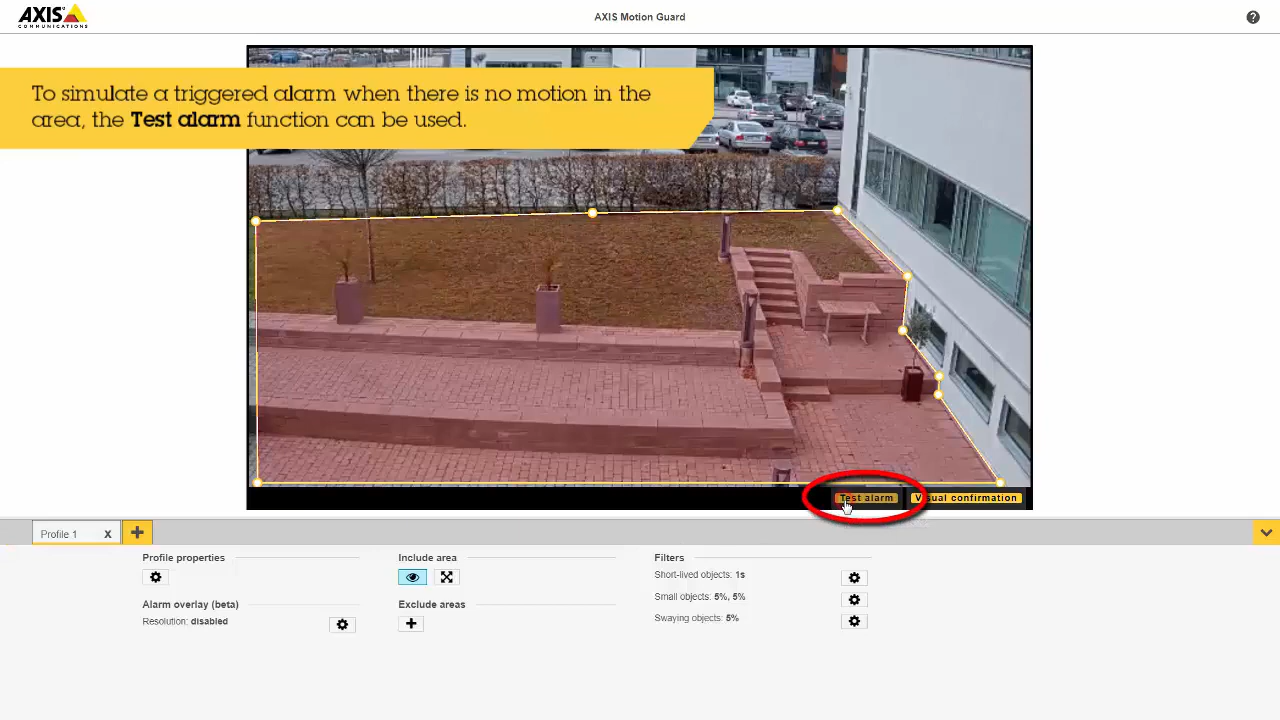 AXIS
COMMUNICATIONS
AXIS Motion Guard
To simulate a triggered alarm when there is no motion in the
area, the Test alarm function can be used.
Test alarm
Visual confirmation
Profile 1
Profile properties
Include area
Filters
Short-lived objects: 1s
Small objects: 5%, 5%
Alarm overlay (beta)
Exclude areas
Swaying objects: 5%
Resolution: disabled